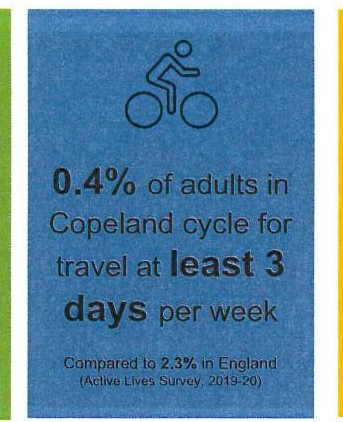 0.4% of adults in
Copeland cycle for
travel at least 3
days per week
Compared to 2.3% in England
(Active Lives Survey, 2019-20)